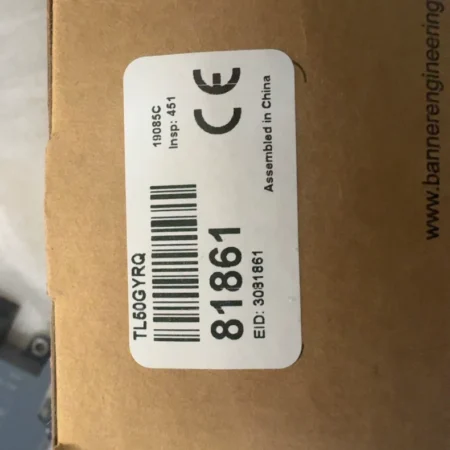 TL50GYRQ
81861
EID: 3081861
19085C
Insp: 451
CE
Assembled in China
www.bannerengineering